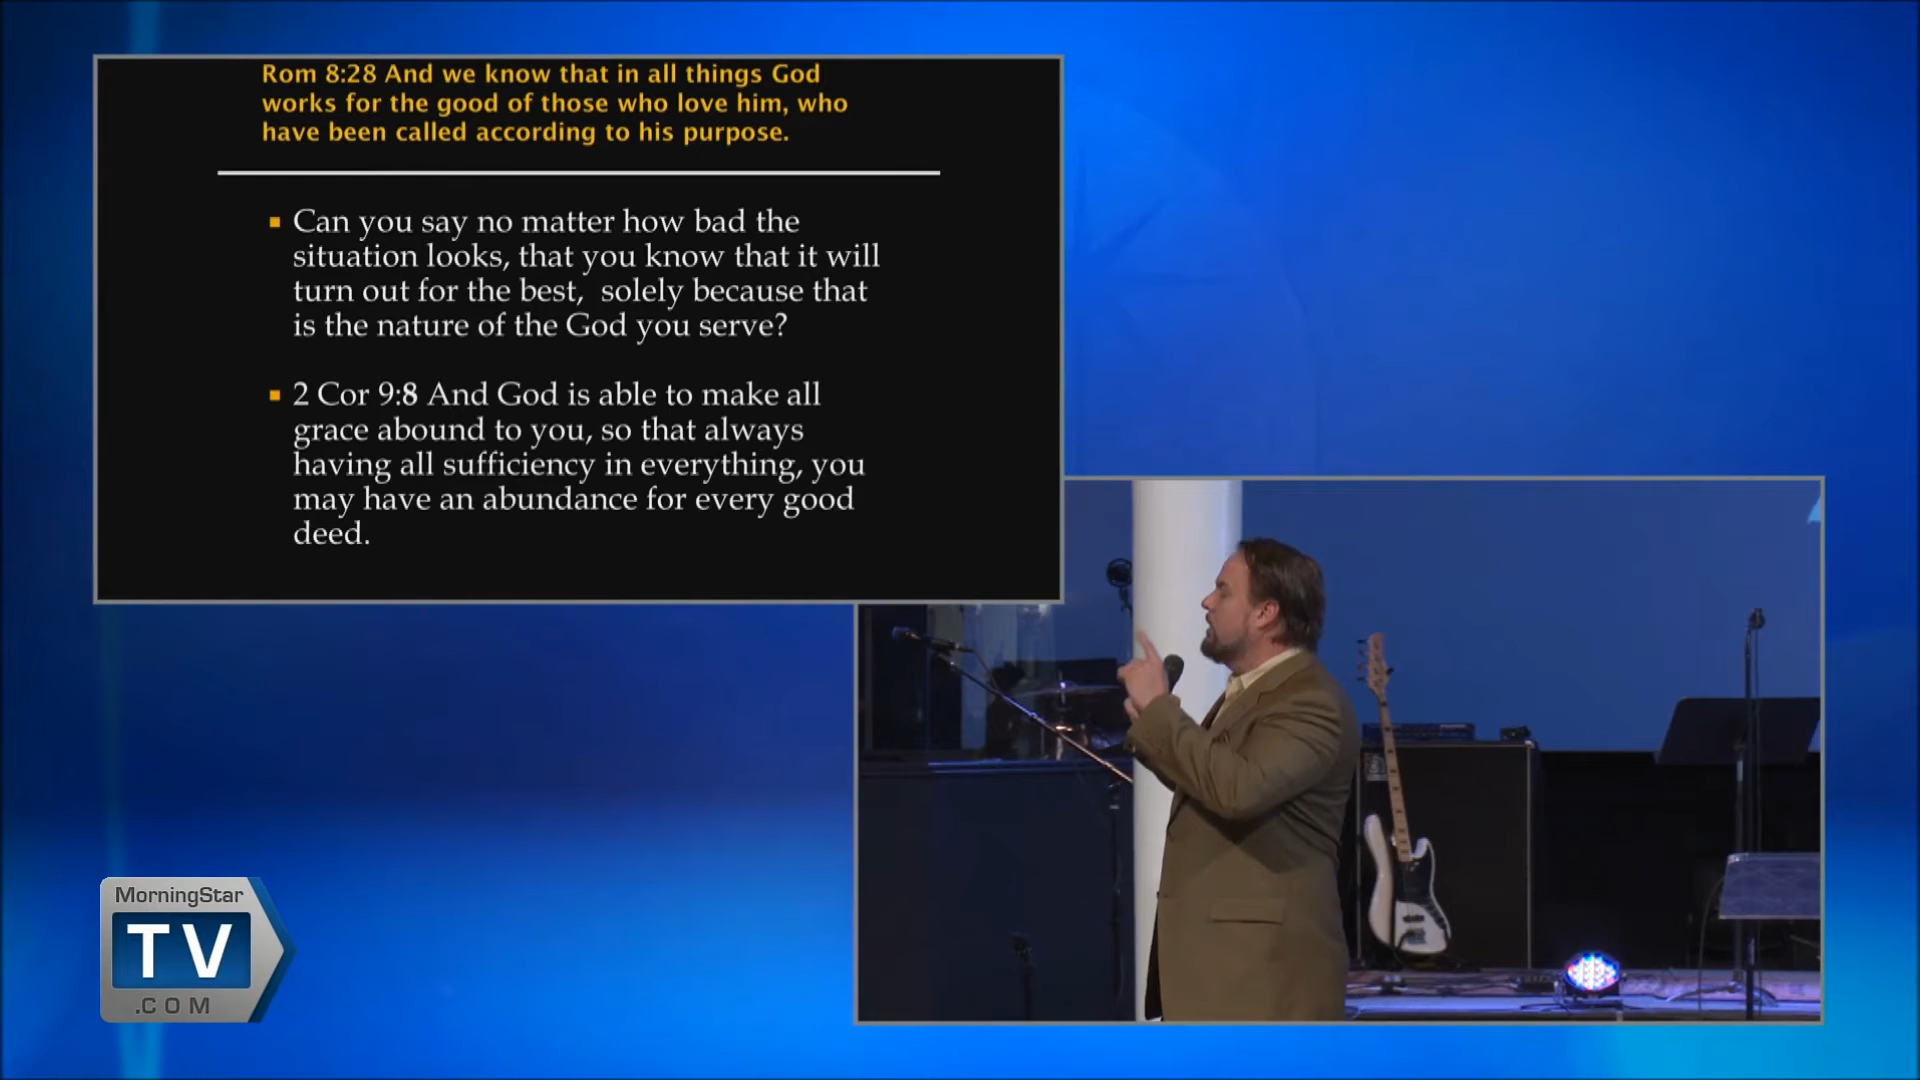 Rom 8:28 And we know that in all things God
works for the good of those who love him, who
have been called according to his purpose.
Can you say no matter how bad the
situation looks, that you know that it will
turn out for the best,  solely because that
is the nature of the God you serve?
2 Cor 9:8 And God is able to make all
grace abound to you, so that always
having all sufficiency in everything, you
may have an abundance for every good
deed.
MorningStar
TV
.COM